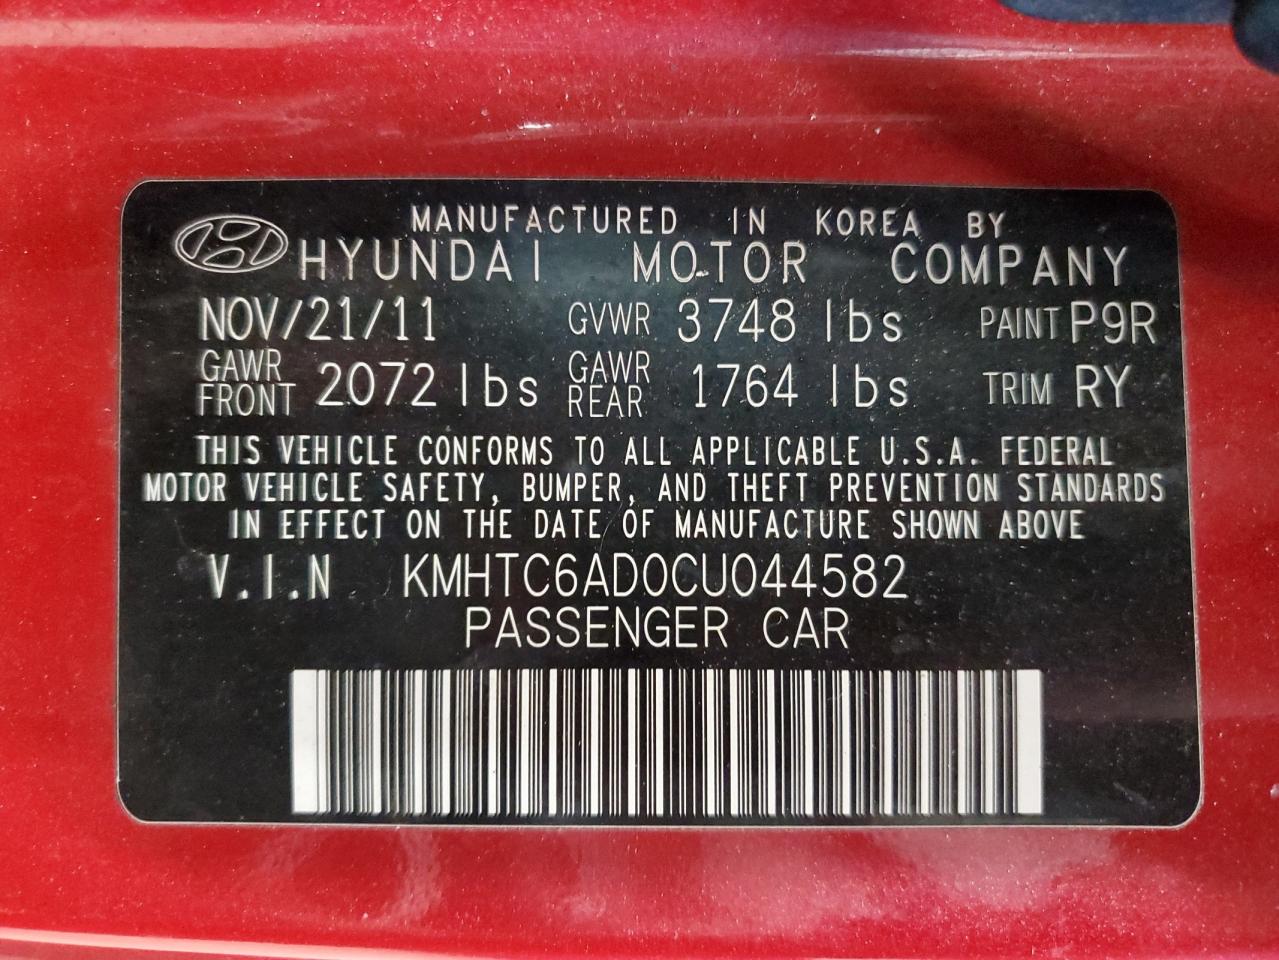 MANUFACTURED IN KOREA BY
HYUNDAI MOTOR COMPANY
NOV/21/11 GVWR 3748 lbs PAINT P9R
GAWR FRONT 2072 lbs GAWR REAR 1764 lbs TRIM RY
THIS VEHICLE CONFORMS TO ALL APPLICABLE U.S.A. FEDERAL
MOTOR VEHICLE SAFETY, BUMPER, AND THEFT PREVENTION STANDARDS
IN EFFECT ON THE DATE OF MANUFACTURE SHOWN ABOVE
V.I.N KMHTC6AD0CU044582
PASSENGER CAR